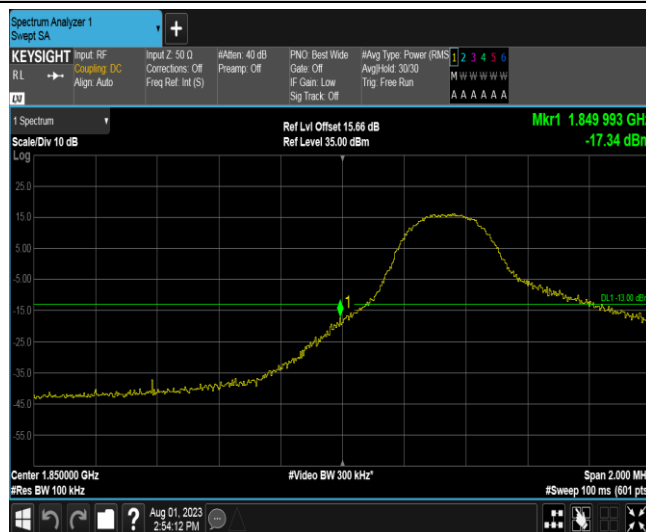 Spectrum Analyzer 1
Swept SA
+
KEYSIGHT
RL
LXI
Input: RF
Coupling: DC
Align: Auto
Input Z: 50 Ω
Corrections: Off
Freq Ref: Int (S)
#Atten: 40 dB
Preamp: Off
PNO: Best Wide
Gate: Off
IF Gain: Low
Sig Track: Off
#Avg Type: Power (RMS
Avg|Hold: 30/30
Trig: Free Run
1 2 3 4 5 6
M W W W W W
A A A A A A
1 Spectrum
Scale/Div 10 dB
Ref Lvl Offset 15.66 dB
Ref Level 35.00 dBm
Mkr1 1.849 993 GHz
-17.34 dBm
Log
25.0
15.0
5.00
-5.00
-15.0
-25.0
-35.0
-45.0
-55.0
1
DL1 -13.00 dBm
Center 1.850000 GHz
#Res BW 100 kHz
#Video BW 300 kHz*
Span 2.000 MH
#Sweep 100 ms (601 pts
?
Aug 01, 2023
2:54:12 PM